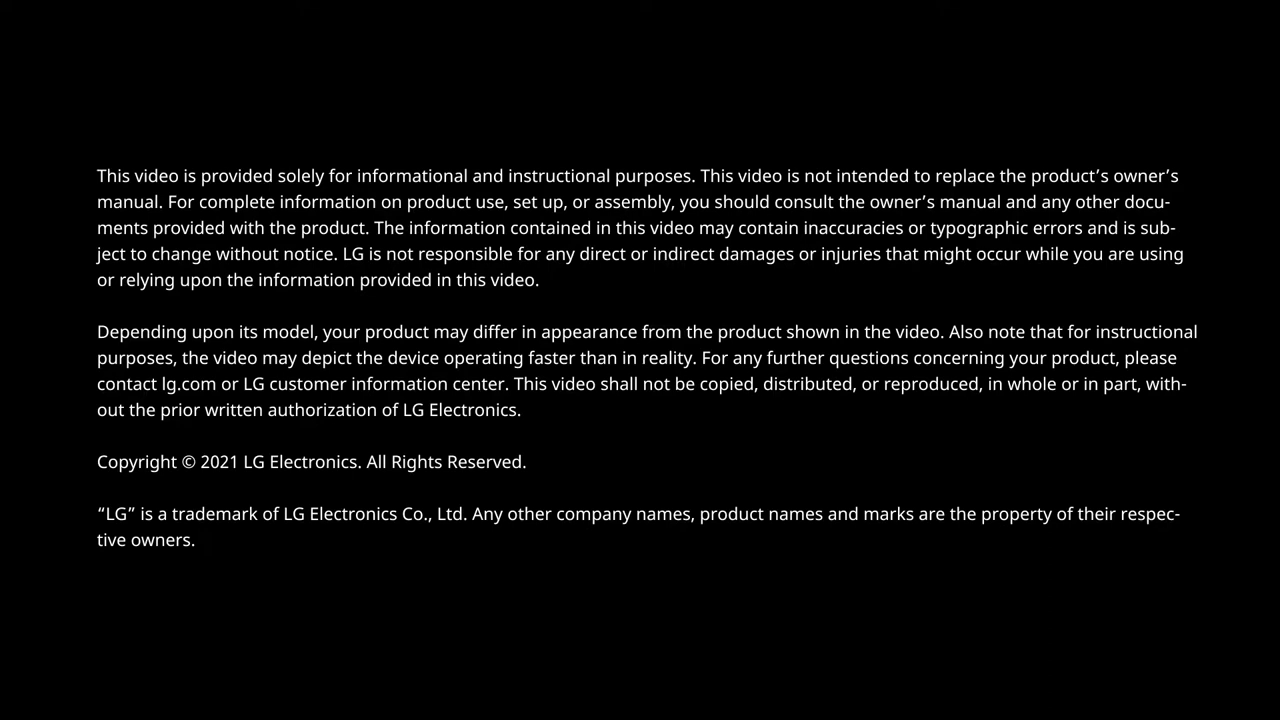 This video is provided solely for informational and instructional purposes. This video is not intended to replace the product’s owner’s
manual. For complete information on product use, set up, or assembly, you should consult the owner’s manual and any other docu-
ments provided with the product. The information contained in this video may contain inaccuracies or typographic errors and is sub-
ject to change without notice. LG is not responsible for any direct or indirect damages or injuries that might occur while you are using
or relying upon the information provided in this video.
Depending upon its model, your product may differ in appearance from the product shown in the video. Also note that for instructional
purposes, the video may depict the device operating faster than in reality. For any further questions concerning your product, please
contact lg.com or LG customer information center. This video shall not be copied, distributed, or reproduced, in whole or in part, with-
out the prior written authorization of LG Electronics.
Copyright © 2021 LG Electronics. All Rights Reserved.
“LG” is a trademark of LG Electronics Co., Ltd. Any other company names, product names and marks are the property of their respec-
tive owners.